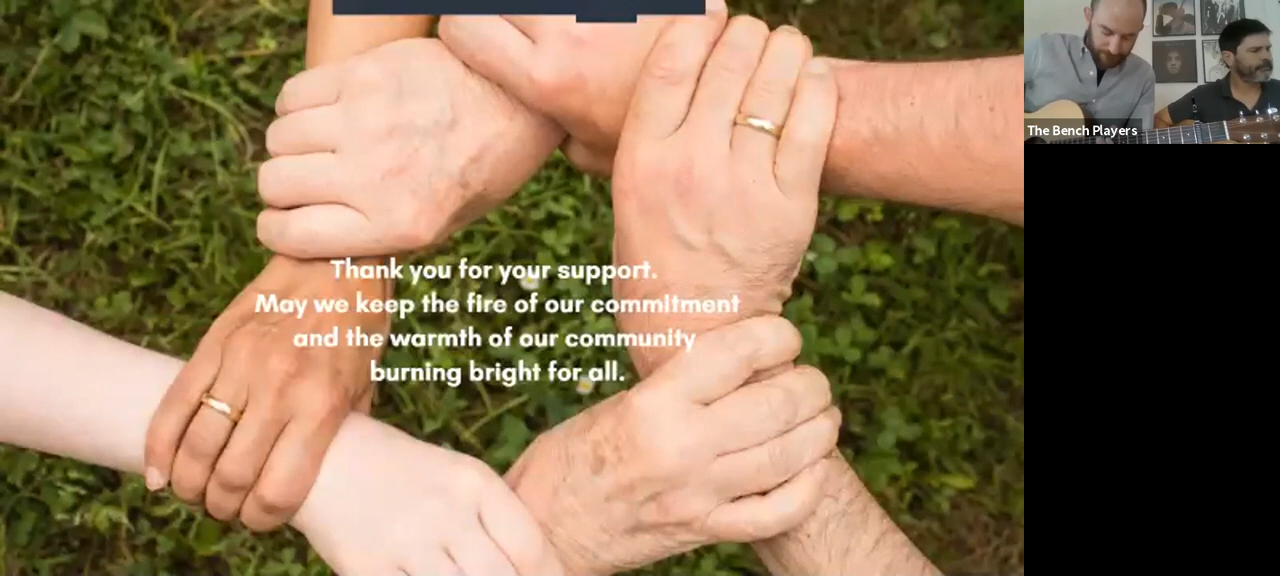 Thank you for your support.
May we keep the fire of our commitment
and the warmth of our community
burning bright for all.
The Bench Players